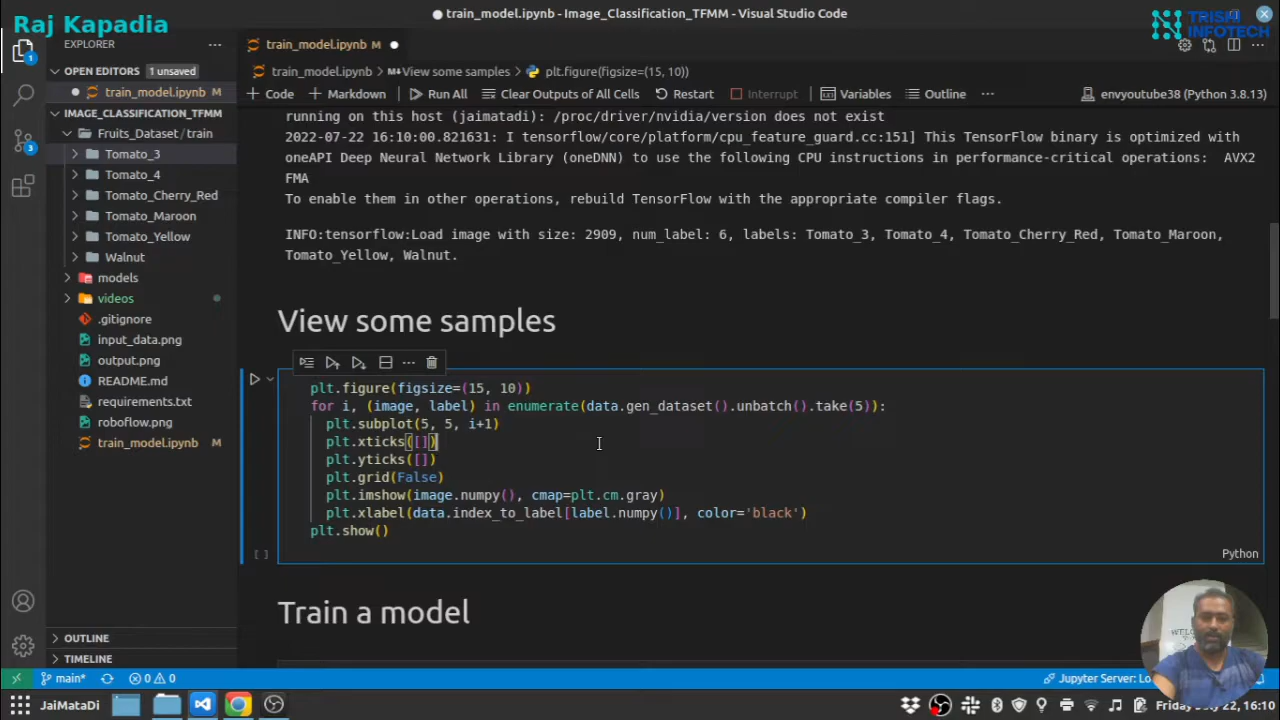 Raj Kapadia
train_model.ipynb - Image_Classification_TFMM - Visual Studio Code
TRISHI
INFOTECH
EXPLORER
train_model.ipynb M
OPEN EDITORS 1 unsaved
train_model.ipynb > View some samples > plt.figure(figsize=(15, 10))
train_model.ipynb M
+ Code + Markdown Run All Clear Outputs of All Cells Restart Interrupt Variables Outline ... envyoutube38 (Python 3.8.13)
IMAGE_CLASSIFICATION_TFMM
Fruits_Dataset / train
Tomato_3
Tomato_4
Tomato_Cherry_Red
Tomato_Maroon
Tomato_Yellow
Walnut
models
videos
.gitignore
input_data.png
output.png
README.md
requirements.txt
roboflow.png
train_model.ipynb M
OUTLINE
TIMELINE
running on this host (jaimatadi): /proc/driver/nvidia/version does not exist
2022-07-22 16:10:00.821631: I tensorflow/core/platform/cpu_feature_guard.cc:151] This TensorFlow binary is optimized with
oneAPI Deep Neural Network Library (oneDNN) to use the following CPU instructions in performance-critical operations:  AVX2
FMA
To enable them in other operations, rebuild TensorFlow with the appropriate compiler flags.
INFO:tensorflow:Load image with size: 2909, num_label: 6, labels: Tomato_3, Tomato_4, Tomato_Cherry_Red, Tomato_Maroon,
Tomato_Yellow, Walnut.
View some samples
plt.figure(figsize=(15, 10))
for i, (image, label) in enumerate(data.gen_dataset().unbatch().take(5)):
plt.subplot(5, 5, i+1)
plt.xticks([])
plt.yticks([])
plt.grid(False)
plt.imshow(image.numpy(), cmap=plt.cm.gray)
plt.xlabel(data.index_to_label[label.numpy()], color='black')
plt.show()
[ ]
Python
Train a model
main* 0 0
Jupyter Server:
JaiMataDi
16:10